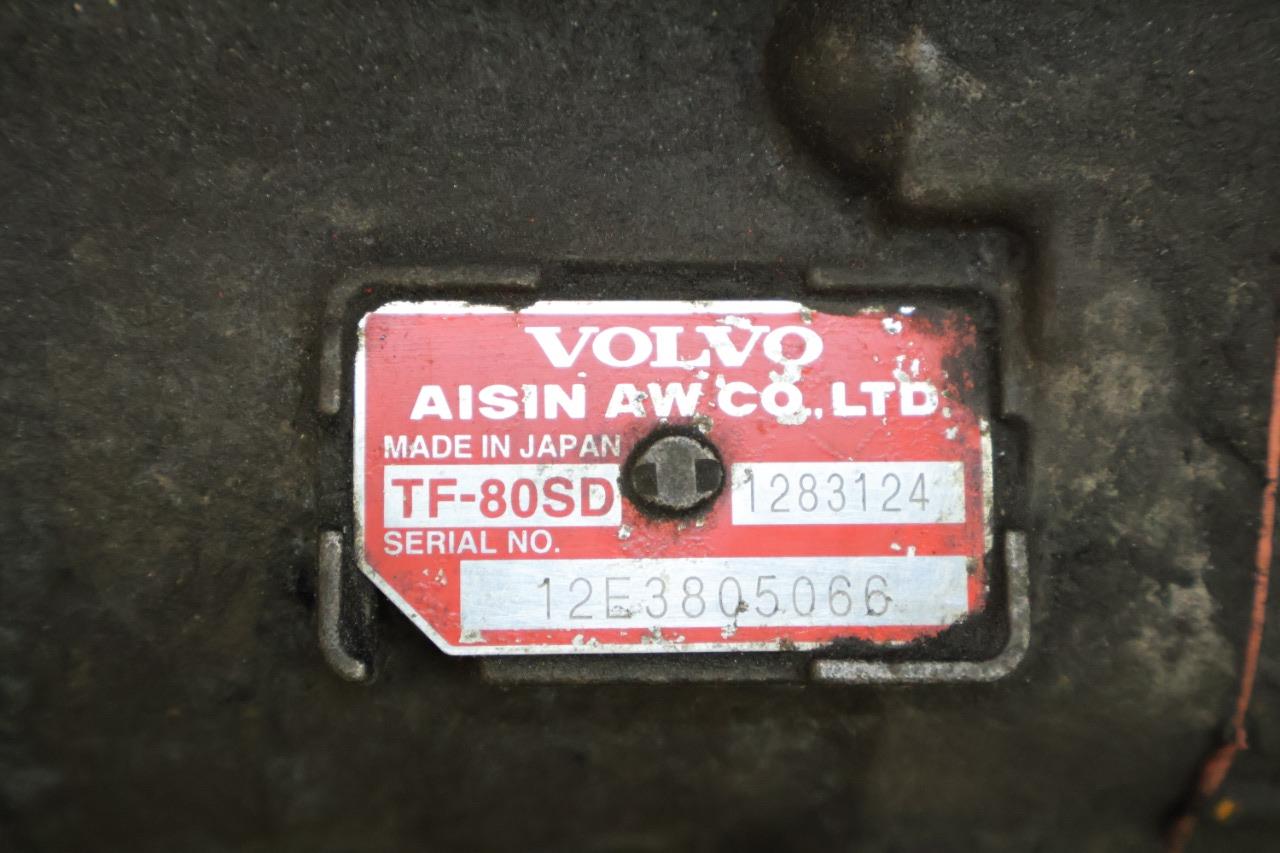 VOLVO
AISIN AW CO., LTD.
MADE IN JAPAN
TF-80SD 1283124
SERIAL NO.
12E3805066